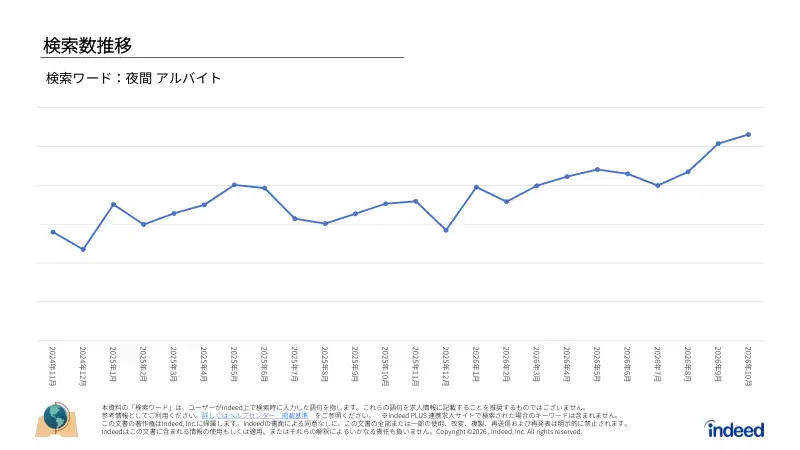 検索数推移
検索ワード：夜間 アルバイト
2024年11月
2024年12月
2025年1月
2025年2月
2025年3月
2025年4月
2025年5月
2025年6月
2025年7月
2025年8月
2025年9月
2025年10月
2025年11月
2025年12月
2026年1月
2026年2月
2026年3月
2026年4月
2026年5月
2026年6月
2026年7月
2026年8月
2026年9月
2026年10月
本資料の「検索ワード」は、ユーザーがIndeed上で検索時に入力した語句を指します。これらの語句を求人情報に記載することを推奨するものではございません。
参考情報としてご利用ください。詳しくはヘルプセンター　掲載基準　をご参照ください。　※Indeed PLUS 連携求人サイトで検索された場合のキーワードは含まれません。
この文書の著作権はIndeed, Inc.に帰属します。Indeedの書面による同意なしに、この文書の全部または一部の使用、改変、複製、再送信および再発表は明示的に禁止されます。
Indeedはこの文書に含まれる情報の使用もしくは適用、またはそれらの解釈によるいかなる責任も負いません。Copyright ©2026 , Indeed, Inc. All rights reserved.
indeed